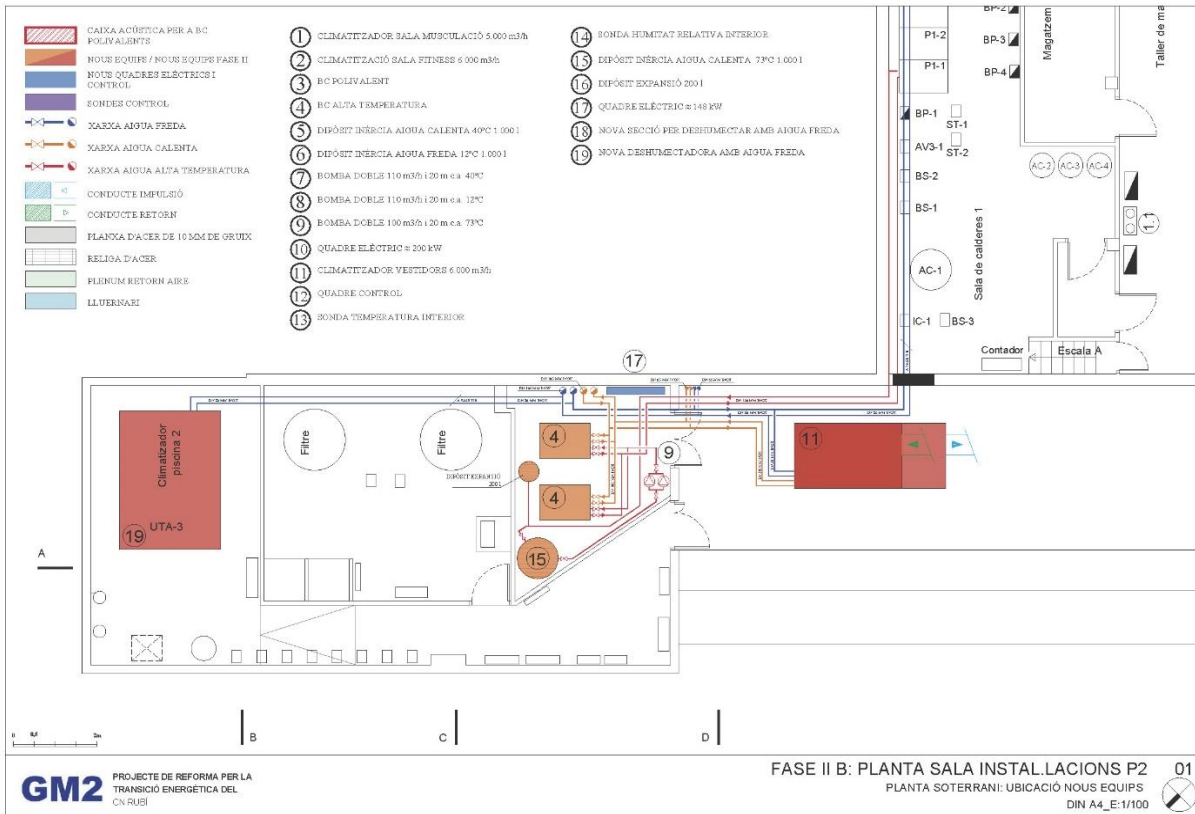 CAIXA ACÚSTICA PER A BC
POLIVALENTS
NOUS EQUIPS / NOUS EQUIPS FASE II
NOUS QUADRES ELÈCTRICS I
CONTROL
SONDES CONTROL
XARXA AIGUA FREDA
XARXA AIGUA CALENTA
XARXA AIGUA ALTA TEMPERATURA
CONDUCTE IMPULSIÓ
CONDUCTE RETORN
PLANXA D'ACER DE 10 MM DE GRUIX
RELIGA D'ACER
PLENUM RETORN AIRE
LLUERNARI
1 CLIMATITZADOR SALA MUSCULACIÓ 5.000 m3/h
2 CLIMATITZACIÓ SALA FITNESS 6 000 m3/h
3 BC POLIVALENT
4 BC ALTA TEMPERATURA
5 DIPÒSIT INÈRCIA AIGUA CALENTA 40ºC 1 000 l
6 DIPÒSIT INÈRCIA AIGUA FREDA 12ºC 1.000 l
7 BOMBA DOBLE 110 m3/h i 20 m c.a. 40ºC
8 BOMBA DOBLE 110 m3/h i 20 m c.a. 12ºC
9 BOMBA DOBLE 100 m3/h i 20 m c.a. 73ºC
10 QUADRE ELÈCTRIC ≈ 200 kW
11 CLIMATITZADOR VESTIDORS 6.000 m3/h
12 QUADRE CONTROL
13 SONDA TEMPERATURA INTERIOR
14 SONDA HUMITAT RELATIVA INTERIOR
15 DIPÒSIT INÈRCIA AIGUA CALENTA 73ºC 1.000 l
16 DIPÒSIT EXPANSIÓ 200 l
17 QUADRE ELÈCTRIC ≈ 148 kW
18 NOVA SECCIÓ PER DESHUMECTAR AMB AIGUA FREDA
19 NOVA DESHUMECTADORA AMB AIGUA FREDA
BP-2
BP-3
BP-4
P1-2
P1-1
Magatzem
Taller de ma
BP-1
ST-1
AV3-1
ST-2
BS-2
BS-1
AC-2
AC-3
AC-4
1.1
AC-1
Sala de calderes 1
IC-1
BS-3
Contador
Escala A
17
Climatizador
piscina 2
19
UTA-3
Filtre
Filtre
4
4
9
11
15
DIPÒSIT EXPANSIÓ
200 l
A
B
C
D
0
2m
GM2
PROJECTE DE REFORMA PER LA
TRANSICIÓ ENERGÈTICA DEL
CN RUBÍ
FASE II B: PLANTA SALA INSTAL.LACIONS P2 01
PLANTA SOTERRANI: UBICACIÓ NOUS EQUIPS
DIN A4_E:1/100